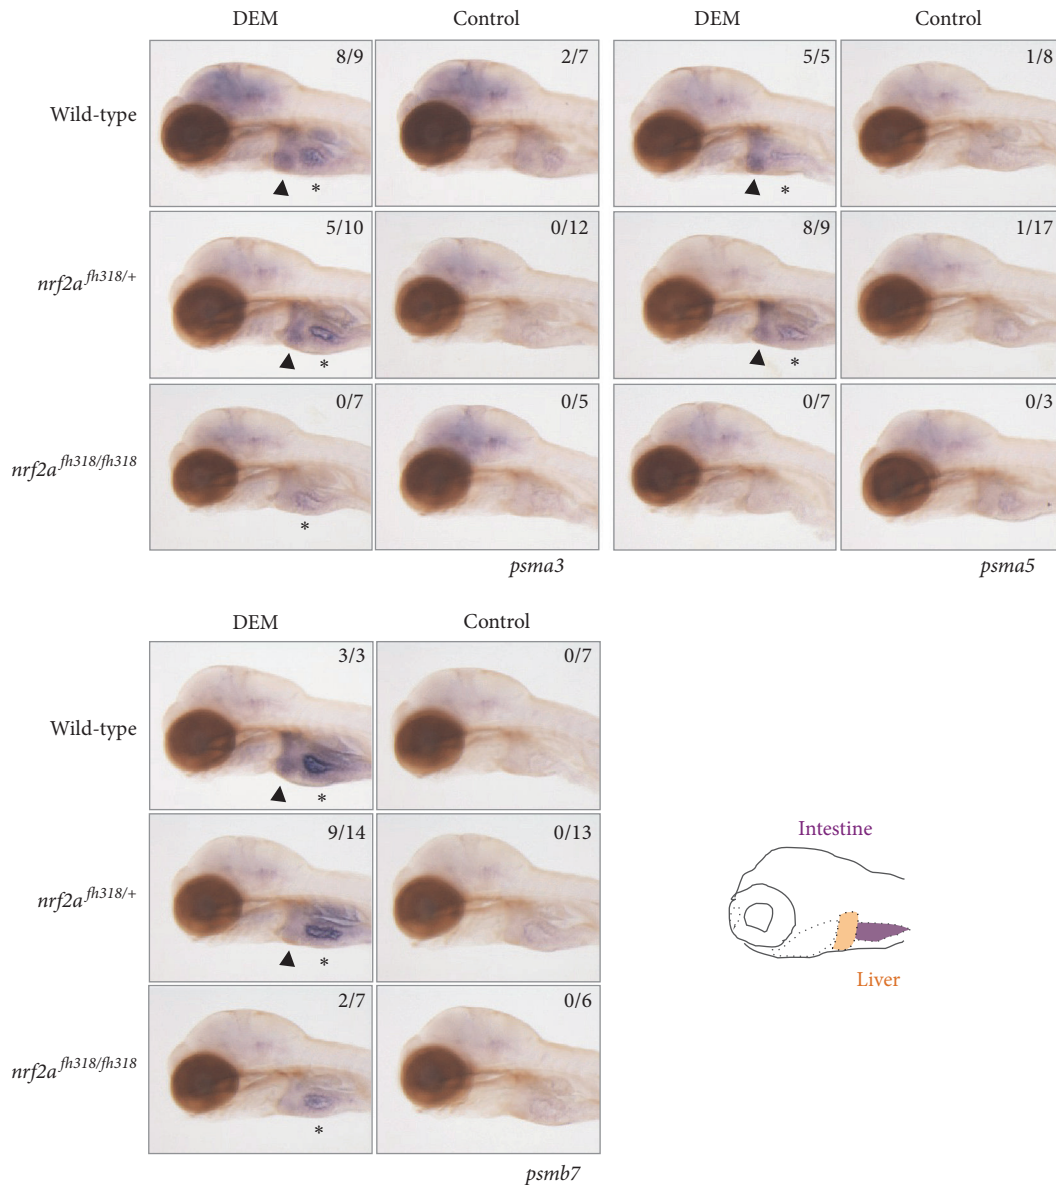 DEM Control DEM Control
Wild-type 8/9 2/7 5/5 1/8
* *
nrf2a^fh318/+ 5/10 0/12 8/9 1/17
* *
nrf2a^fh318/fh318 0/7 0/5 0/7 0/3
*
psma3 psma5
DEM Control
Wild-type 3/3 0/7
*
nrf2a^fh318/+ 9/14 0/13
*
nrf2a^fh318/fh318 2/7 0/6
*
psmb7
Intestine
Liver